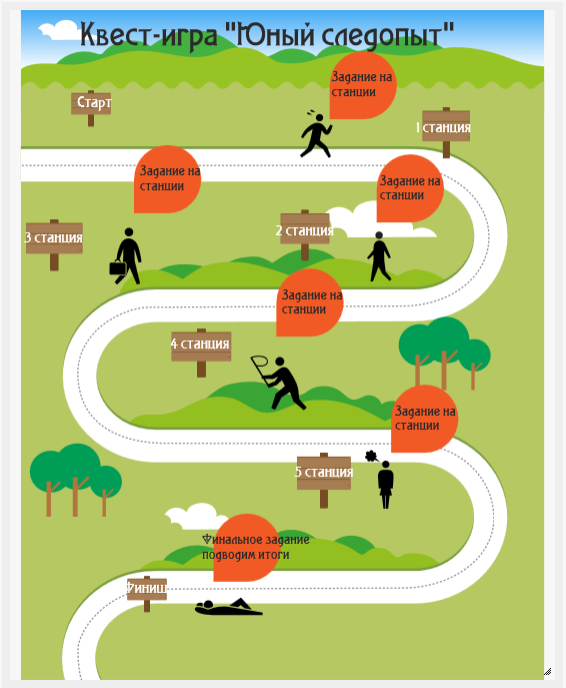 Квест-игра "Юный следопыт"
Задание на
станции
Старт
1 станция
Задание на
станции
Задание на
станции
3 станция
2 станция
Задание на
станции
4 станция
Задание на
станции
5 станция
Финальное задание
подводим итоги
Финиш